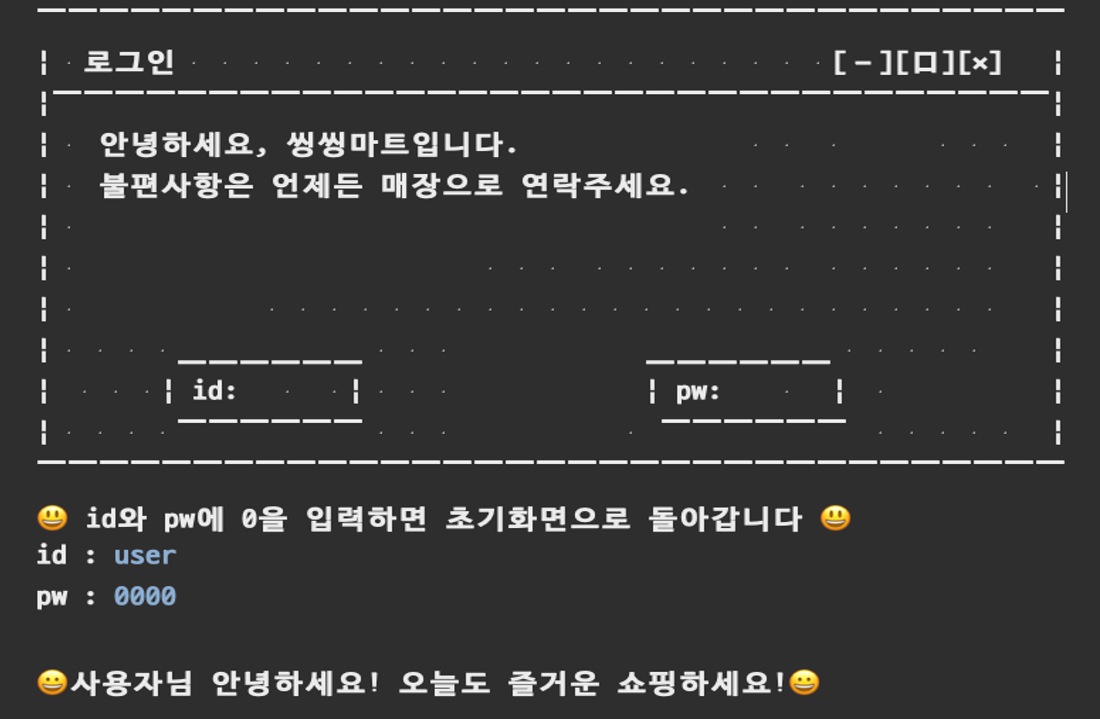 로그인 [－][口][×]
안녕하세요, 씽씽마트입니다.
불편사항은 언제든 매장으로 연락주세요.
id: pw:
😃 id와 pw에 0을 입력하면 초기화면으로 돌아갑니다 😃
id : user
pw : 0000
😀사용자님 안녕하세요! 오늘도 즐거운 쇼핑하세요!😀